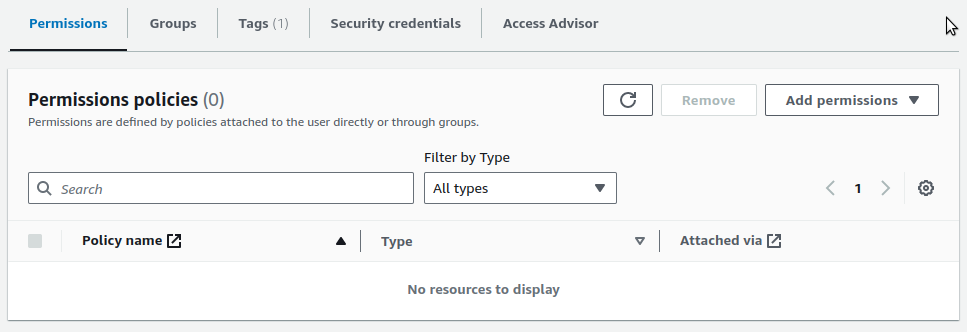 Permissions
Groups
Tags (1)
Security credentials
Access Advisor
Permissions policies (0)
Remove
Add permissions
Permissions are defined by policies attached to the user directly or through groups.
Filter by Type
Search
All types
1
Policy name
Type
Attached via
No resources to display